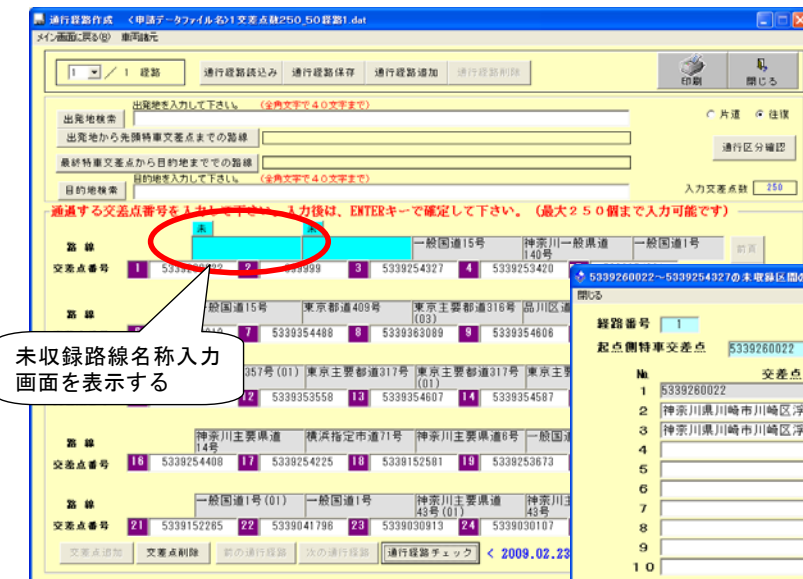 通行経路作成 <申請データファイル名>1交差点数250_50経路1.dat
メイン画面に戻る(R) 車両諸元
1 / 1 経路 通行経路読込み 通行経路保存 通行経路追加 通行経路削除 印刷 閉じる
出発地を入力して下さい。 (全角文字で40文字まで)
出発地検索 片道 往復
出発地から先頭特車交差点までの路線
通行区分確認
最終特車交差点から目的地までの路線
目的地を入力して下さい。 (全角文字で40文字まで)
目的地検索 入力交差点数 250
通過する交差点番号を入力して下さい。入力後は、ENTERキーで確定して下さい。(最大250個まで入力可能です)
未 未
路線 一般国道15号 神奈川一般県道140号 一般国道1号 前頁
交差点番号 1 2 3 5339254327 4 5339253420
5339260022~5339254327の未収録区間の
閉じる
路線 一般国道15号 東京都道409号 東京主要都道316号(03) 品川区道
7 5339354488 8 5339363089 9 5339354606
経路番号 1
起点側特車交差点 5339260022
未収録路線名称入力
画面を表示する
357号(01) 東京主要都道317号 東京主要都道317号(01) 東京主要
12 5339353558 13 5339354607 14 5339354587
No. 交差点
1 5339260022
2 神奈川県川崎市川崎区浮
3 神奈川県川崎市川崎区浮
4
5
6
7
8
9
10
路線 神奈川主要県道14号 横浜指定市道71号 神奈川主要県道6号 一般国道
交差点番号 16 5339254408 17 5339254225 18 5339152581 19 5339253673
路線 一般国道1号(01) 一般国道1号 神奈川主要県道43号(01) 神奈川主要県道43号
交差点番号 21 5339152265 22 5339041796 23 5339030913 24 5339030107
交差点追加 交差点削除 前の通行経路 次の通行経路 通行経路チェック < 2009.02.23